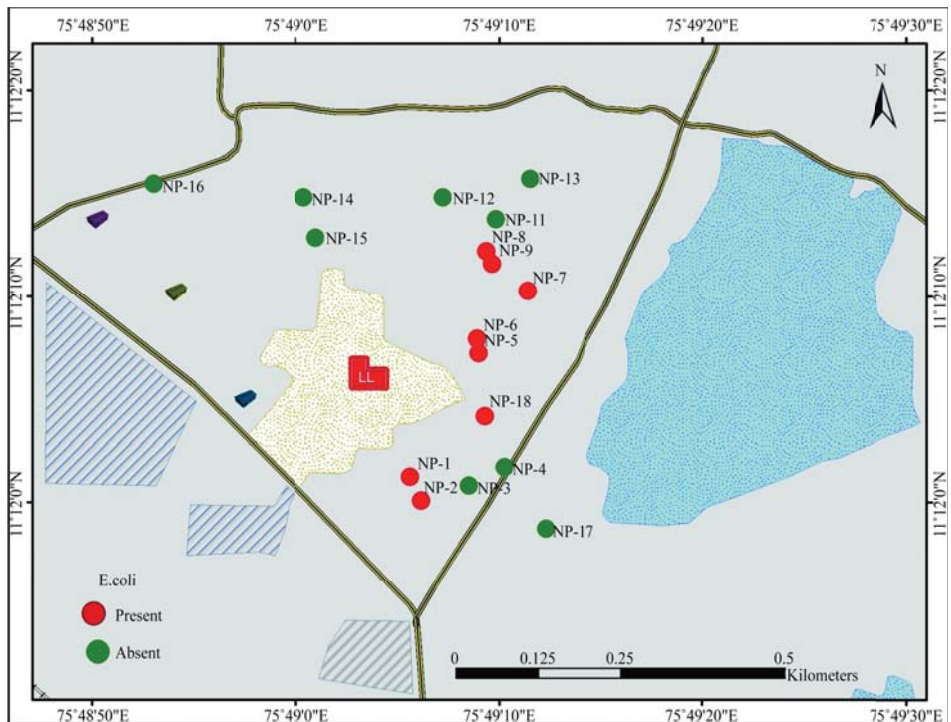 75°48'50"E 75°49'0"E 75°49'10"E 75°49'20"E 75°49'30"E
11°12'20"N 11°12'20"N
N
NP-16
NP-13
NP-14
NP-12
NP-11
NP-15
NP-8
NP-9
NP-7
11°12'10"N 11°12'10"N
NP-6
NP-5
LL
NP-18
NP-1
NP-4
NP-2
NP-3
11°12'0"N 11°12'0"N
NP-17
E.coli
Present
Absent
0 0.125 0.25 0.5
Kilometers
75°48'50"E 75°49'0"E 75°49'10"E 75°49'20"E 75°49'30"E